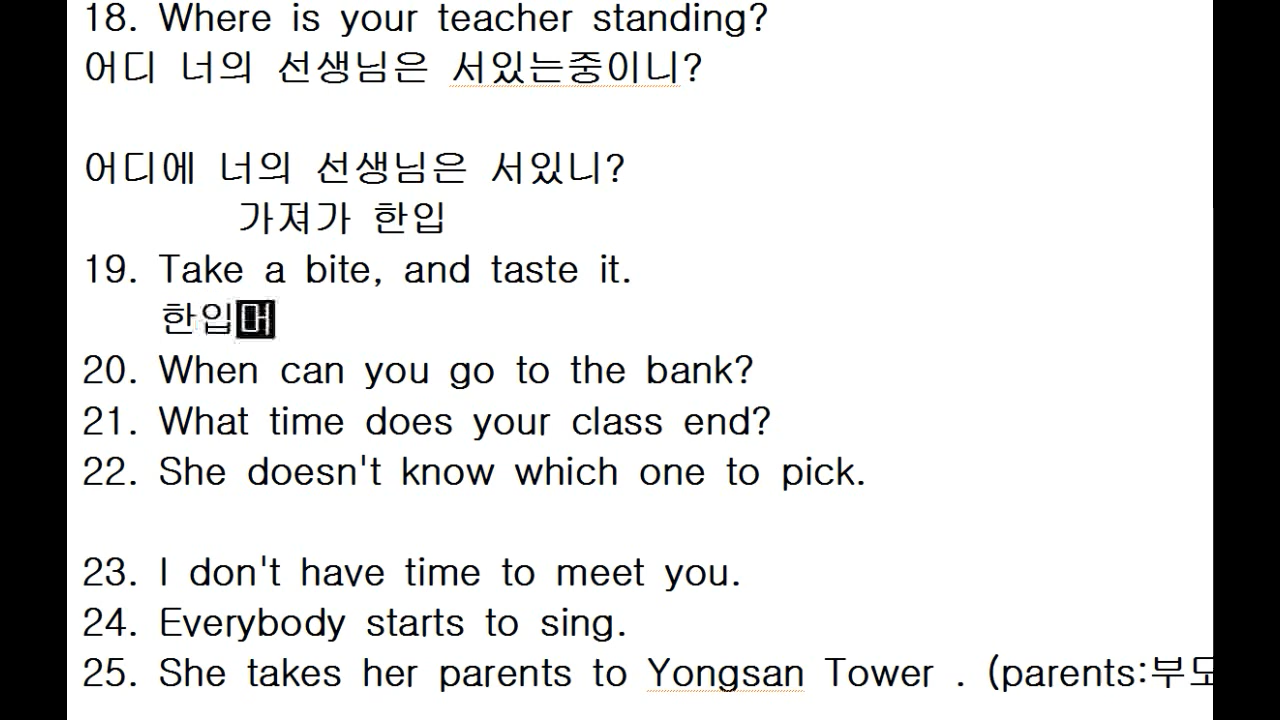 18. Where is your teacher standing?
어디 너의 선생님은 서있는중이니?
어디에 너의 선생님은 서있니?
가져가 한입
19. Take a bite, and taste it.
한입머
20. When can you go to the bank?
21. What time does your class end?
22. She doesn't know which one to pick.
23. I don't have time to meet you.
24. Everybody starts to sing.
25. She takes her parents to Yongsan Tower . (parents:부모